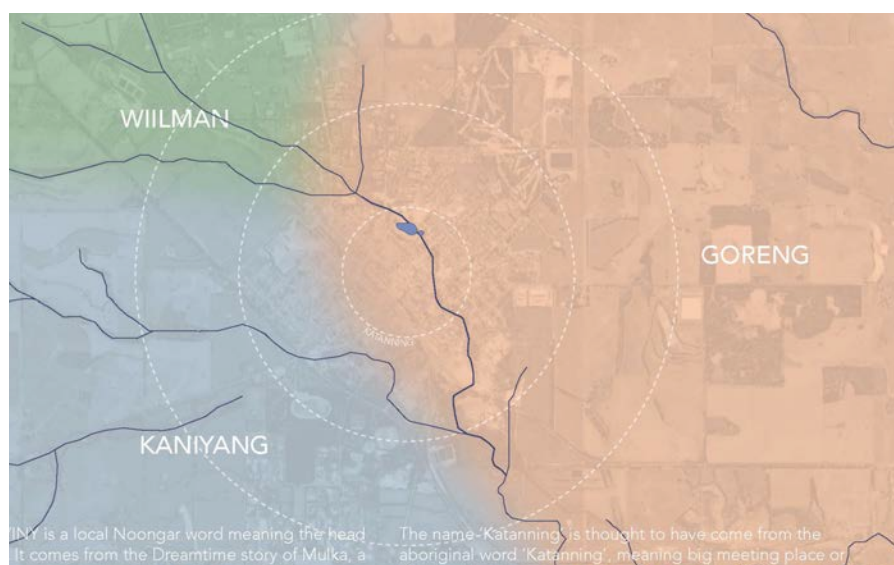 WIILMAN
GORENG
KATANNING
KANIYANG
INY is a local Noongar word meaning the head
It comes from the Dreamtime story of Mulka, a
The name 'Katanning' is thought to have come from the
aboriginal word 'Katanning', meaning big meeting place or